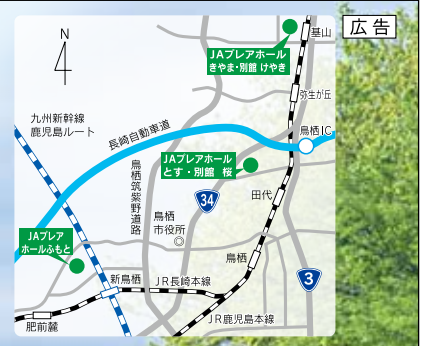 広告
N
基山
JAプレアホール
きやま・別館 けやき
弥生が丘
九州新幹線
鹿児島ルート
長崎自動車道
鳥栖IC
JAプレアホール
とす・別館 桜
鳥栖筑紫野道路
34
田代
鳥栖
市役所
JAプレア
ホールふもと
鳥栖
新鳥栖
JR長崎本線
3
肥前麓
JR鹿児島本線